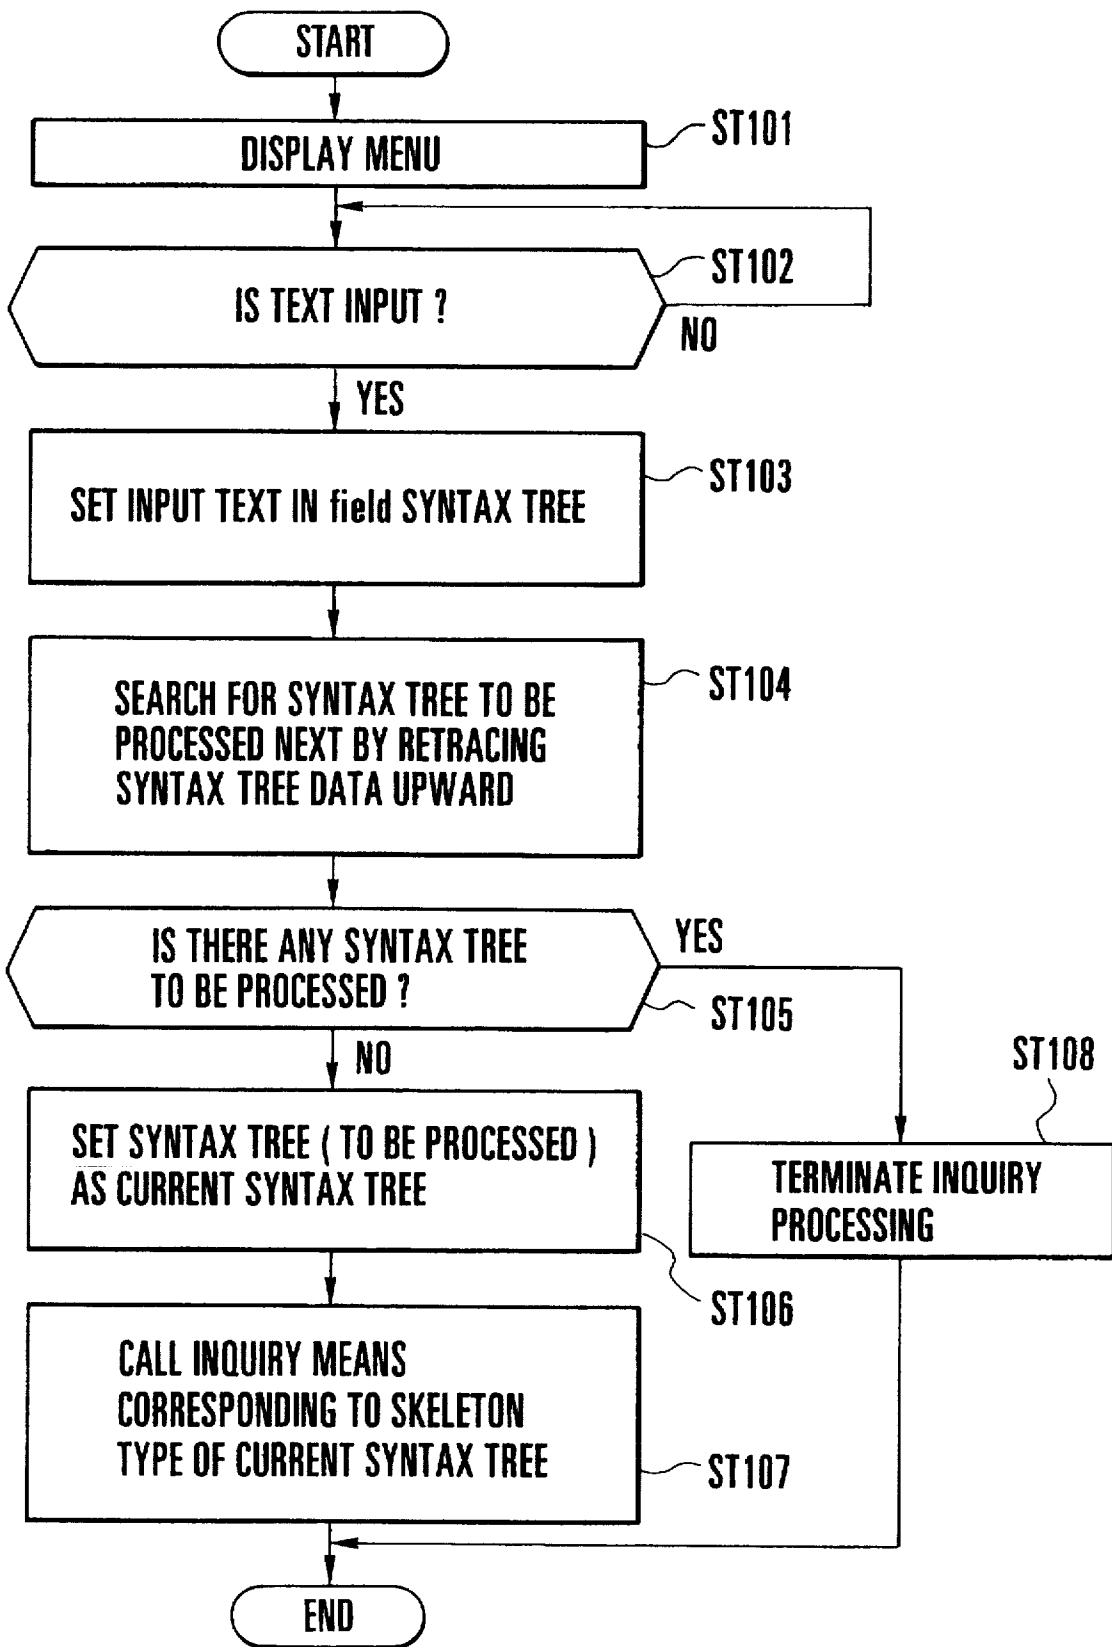 START
DISPLAY MENU
ST101
IS TEXT INPUT ?
ST102
NO
YES
SET INPUT TEXT IN field SYNTAX TREE
ST103
SEARCH FOR SYNTAX TREE TO BE
PROCESSED NEXT BY RETRACING
SYNTAX TREE DATA UPWARD
ST104
IS THERE ANY SYNTAX TREE
TO BE PROCESSED ?
YES
ST105
NO
SET SYNTAX TREE ( TO BE PROCESSED )
AS CURRENT SYNTAX TREE
ST106
ST108
TERMINATE INQUIRY
PROCESSING
CALL INQUIRY MEANS
CORRESPONDING TO SKELETON
TYPE OF CURRENT SYNTAX TREE
ST107
END